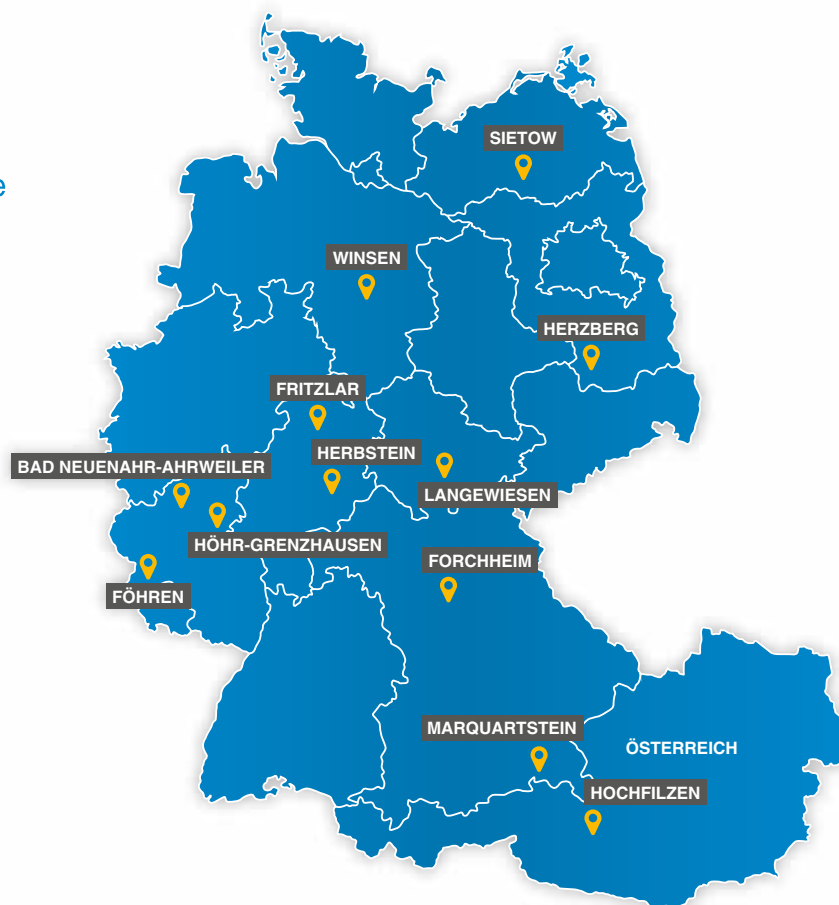 e
SIETOW
WINSEN
HERZBERG
FRITZLAR
HERBSTEIN
BAD NEUENAHR-AHRWEILER
LANGEWIESEN
HÖHR-GRENZHAUSEN
FORCHHEIM
FÖHREN
MARQUARTSTEIN
ÖSTERREICH
HOCHFILZEN